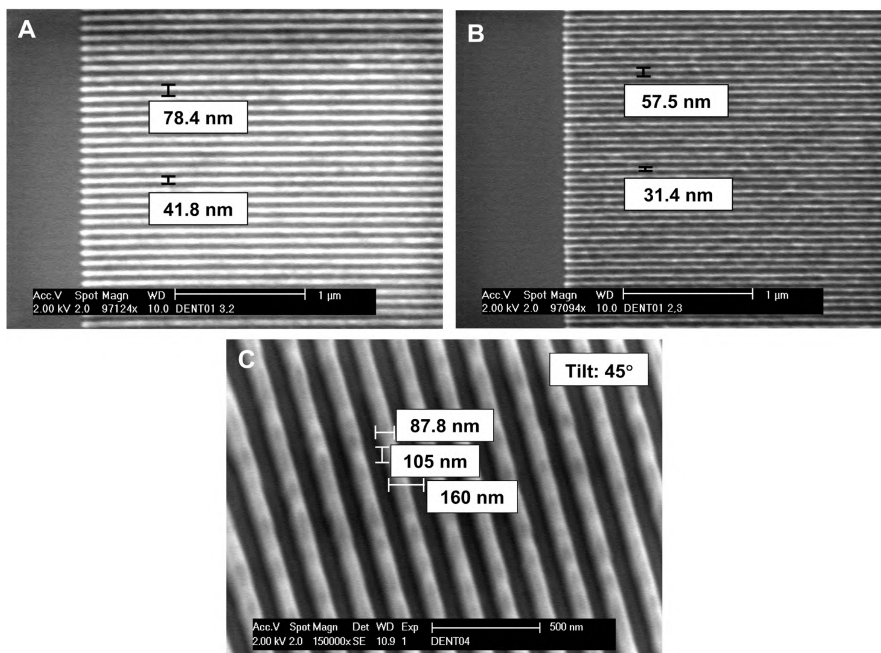 A
78.4 nm
41.8 nm
Acc.V Spot Magn WD 1 µm
2.00 kV 2.0 97124x 10.0 DENT01 3,2
B
57.5 nm
31.4 nm
Acc.V Spot Magn WD 1 µm
2.00 kV 2.0 97094x 10.0 DENT01 2,3
C
Tilt: 45°
87.8 nm
105 nm
160 nm
Acc.V Spot Magn Det WD Exp 500 nm
2.00 kV 2.0 150000x SE 10.9 1 DENT04